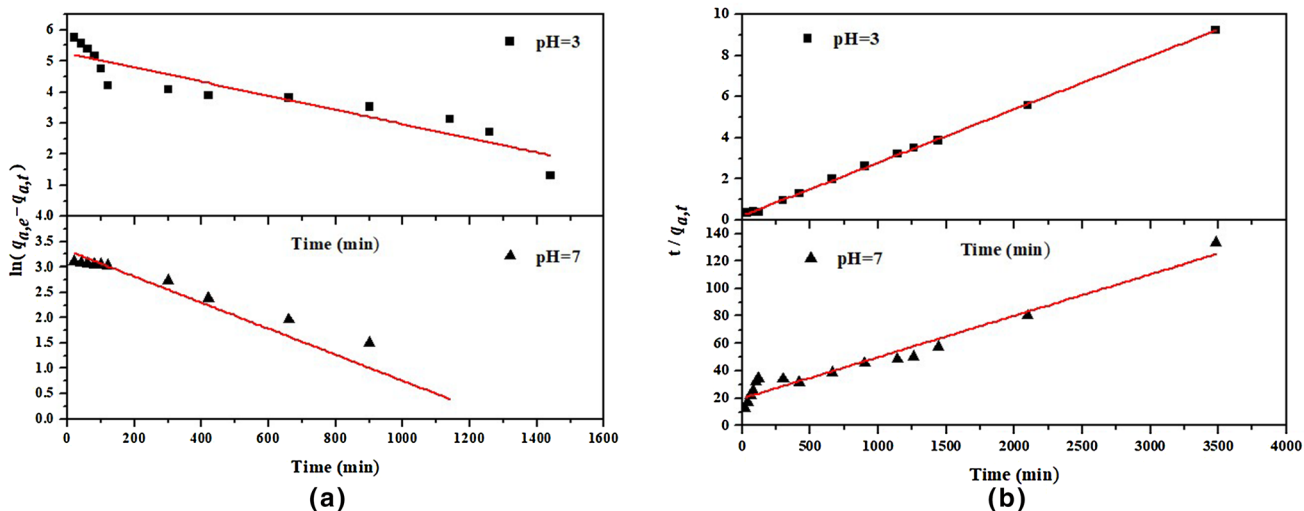 (a)
6
5
4
3
2
1
pH=3
Time (min)
4.0
3.5
3.0
2.5
2.0
1.5
1.0
0.5
0.0
pH=7
ln( qa,e−qa,t)
0 200 400 600 800 1000 1200 1400 1600
Time (min)
(a)
(b)
10
8
6
4
2
0
pH=3
140
120
100
80
60
40
20
0
Time (min)
pH=7
t / qa,t
0 500 1000 1500 2000 2500 3000 3500 4000
Time (min)
(b)